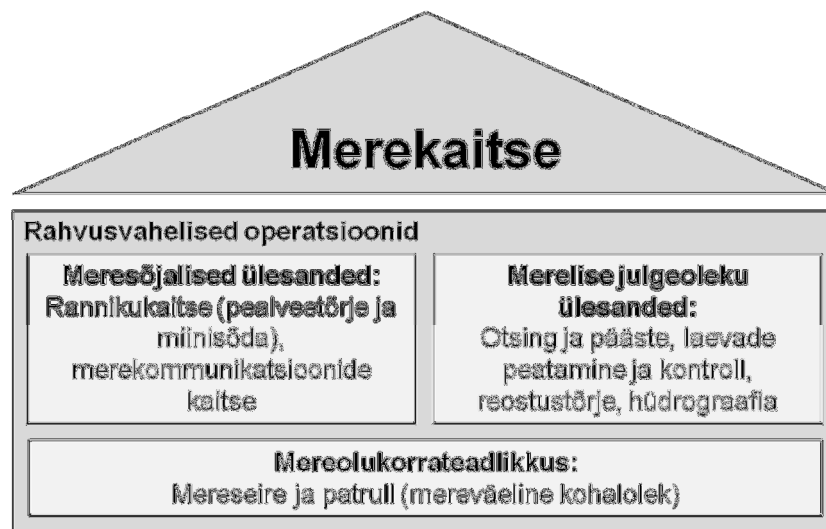 Merekaitse
Rahvusvahelised operatsioonid
Meresõjalised ülesanded:
Rannikukaitse (pealveetõrje ja
miinisõda),
merekommunikatsioonide
kaitse
Merelise julgeoleku
ülesanded:
Otsing ja pääste, laevade
peatamine ja kontroll,
reostustõrje, hüdrograafia
Mereolukorrateadlikkus:
Mereseire ja patrull (mereväeline kohalolek)